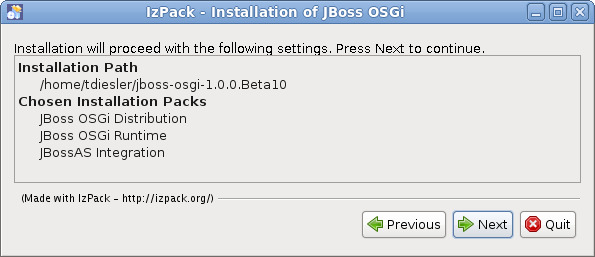 IzPack - Installation of JBoss OSGi
Installation will proceed with the following settings. Press Next to continue.
Installation Path
/home/tdiesler/jboss-osgi-1.0.0.Beta10
Chosen Installation Packs
JBoss OSGi Distribution
JBoss OSGi Runtime
JBossAS Integration
(Made with IzPack - http://izpack.org/)
Previous Next Quit